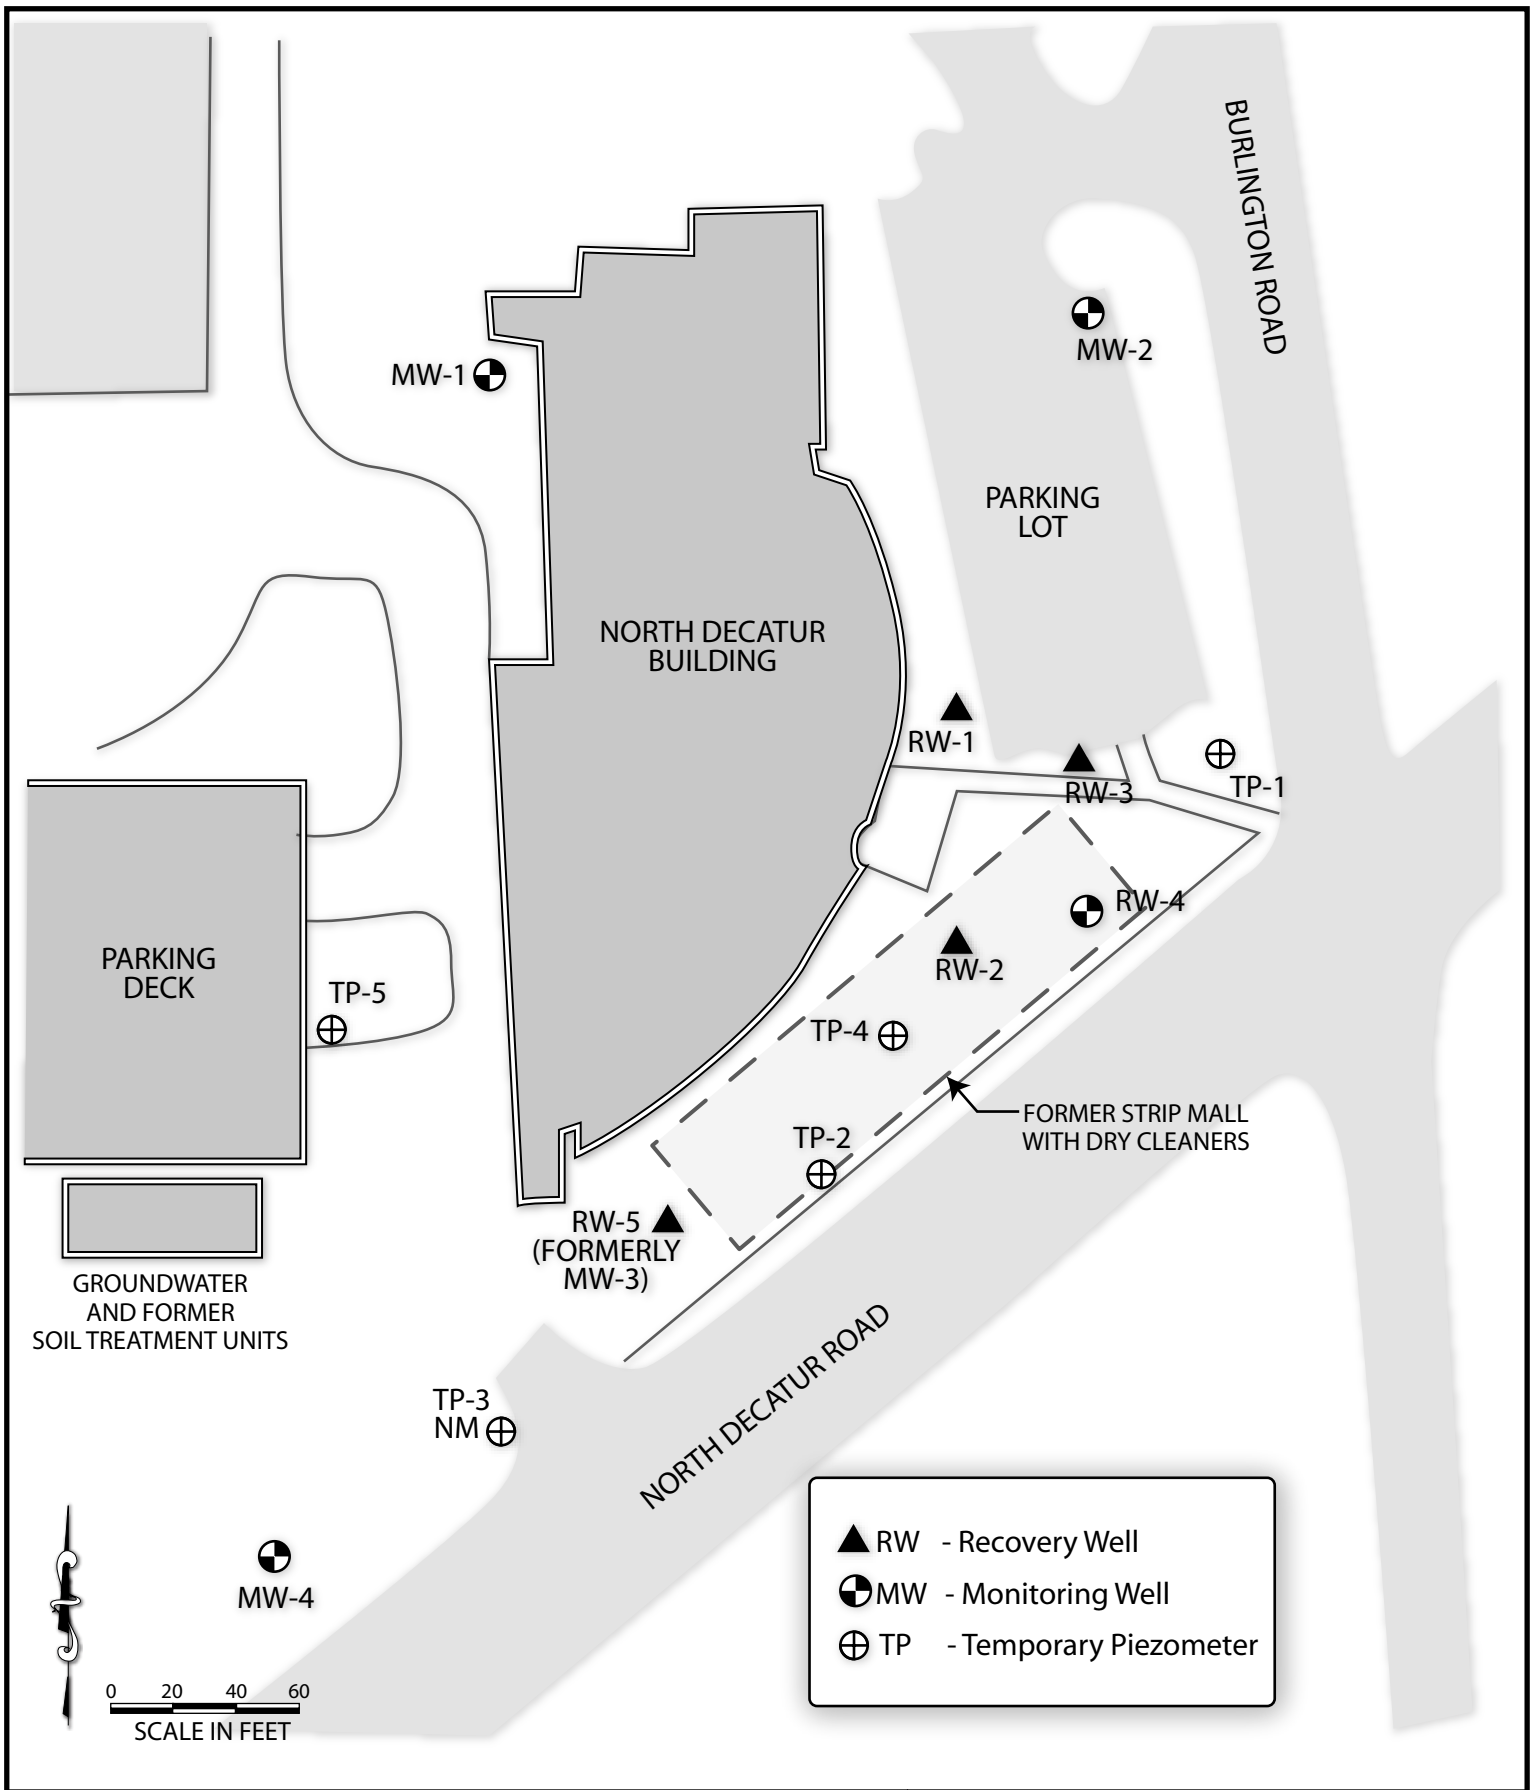 BURLINGTON ROAD
MW-2
MW-1
PARKING
LOT
NORTH DECATUR
BUILDING
RW-1
RW-3
TP-1
RW-4
RW-2
PARKING
DECK
TP-5
TP-4
FORMER STRIP MALL
WITH DRY CLEANERS
TP-2
RW-5
(FORMERLY
MW-3)
GROUNDWATER
AND FORMER
SOIL TREATMENT UNITS
NORTH DECATUR ROAD
TP-3
NM
MW-4
RW - Recovery Well
MW - Monitoring Well
TP - Temporary Piezometer
0 20 40 60
SCALE IN FEET